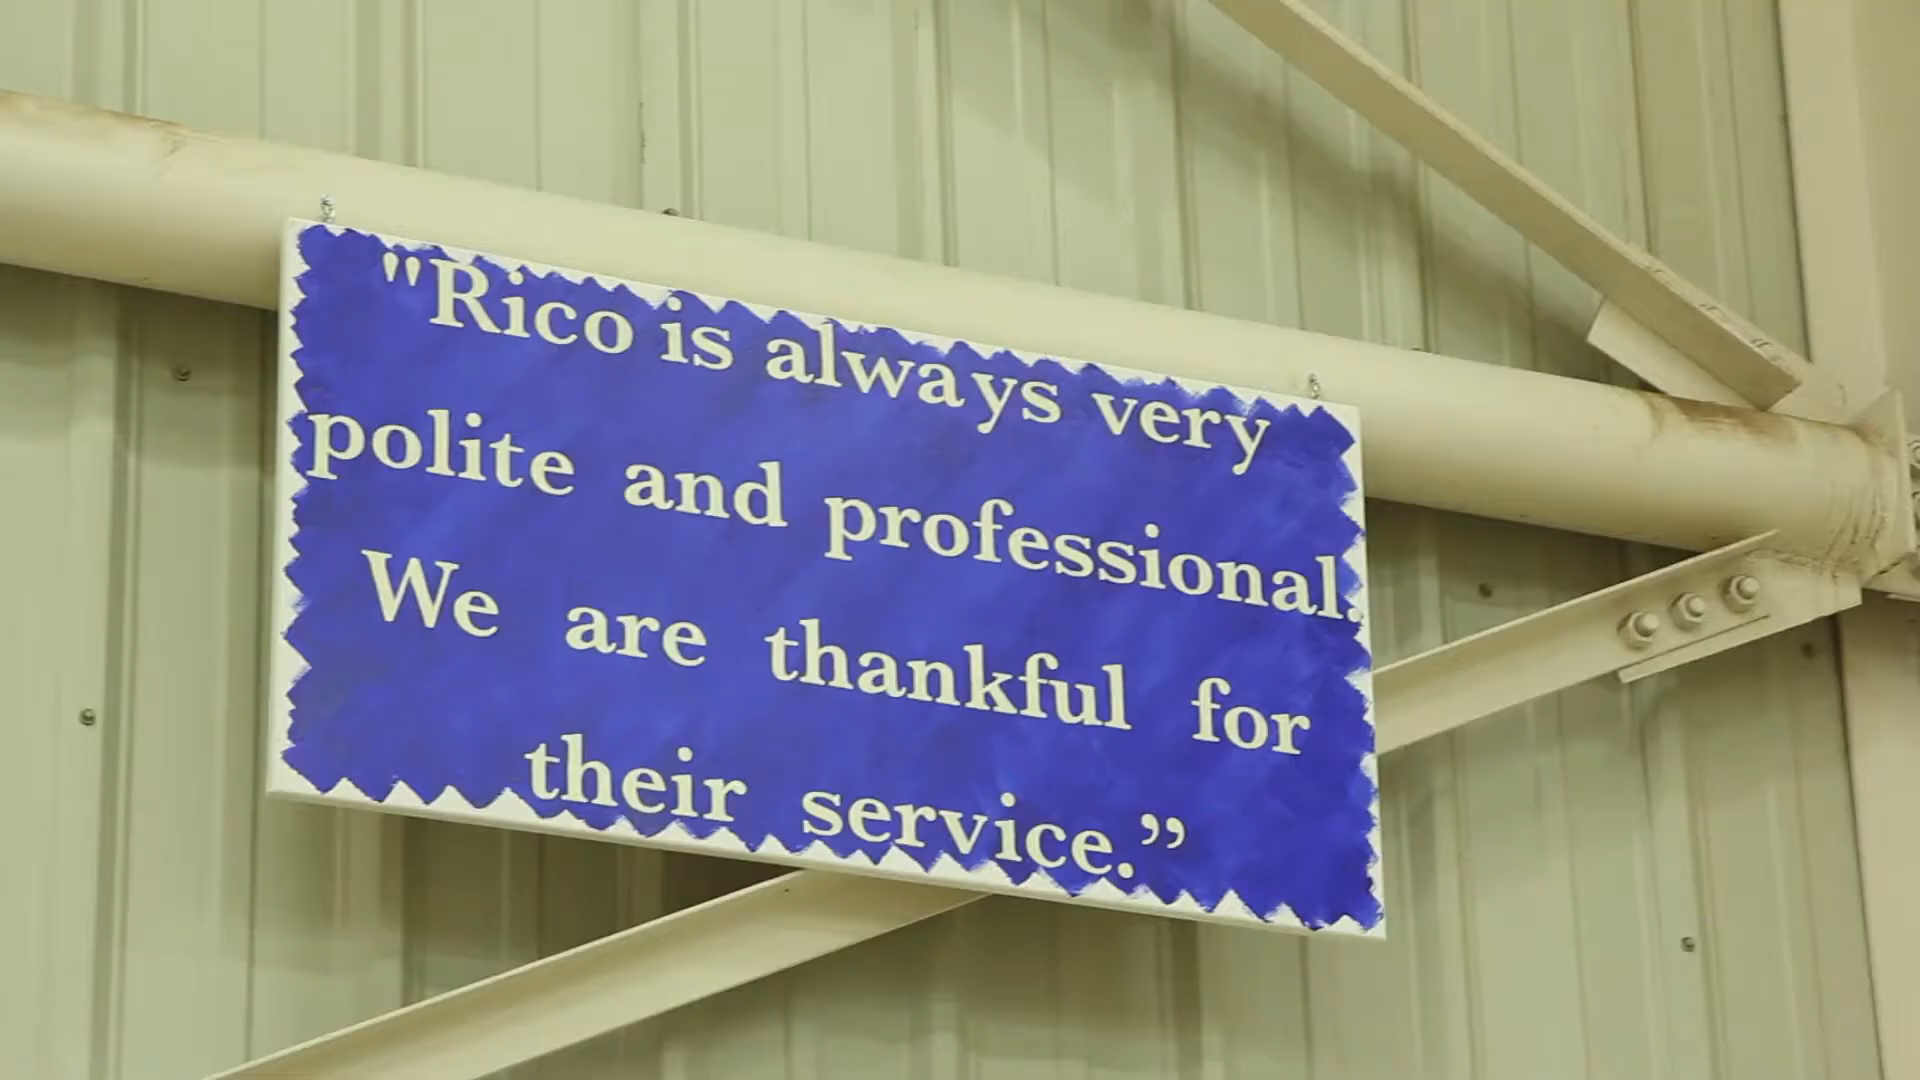 "Rico is always very
polite and professional.
We are thankful for
their service.”